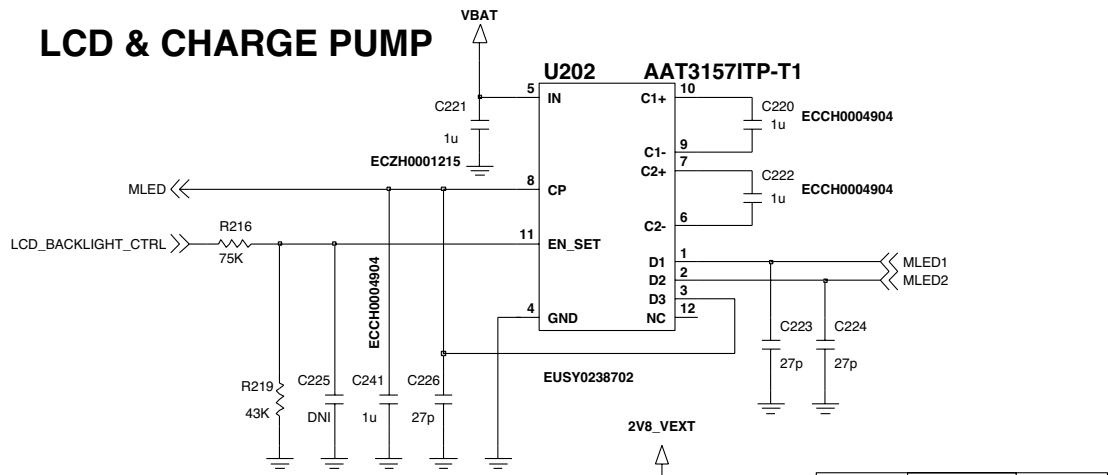 LCD & CHARGE PUMP
VBAT
U202 AAT3157ITP-T1
5 IN
C1+ 10
C221
1u
ECZH0001215
C220
1u
ECCH0004904
C1- 9
C2+ 7
MLED
8 CP
C222
1u
ECCH0004904
C2- 6
LCD_BACKLIGHT_CTRL
R216
75K
11 EN_SET
D1 1
MLED1
D2 2
MLED2
D3 3
4 GND
NC 12
ECCH0004904
C223
27p
C224
27p
R219
43K
C225
DNI
C241
1u
C226
27p
EUSY0238702
2V8_VEXT